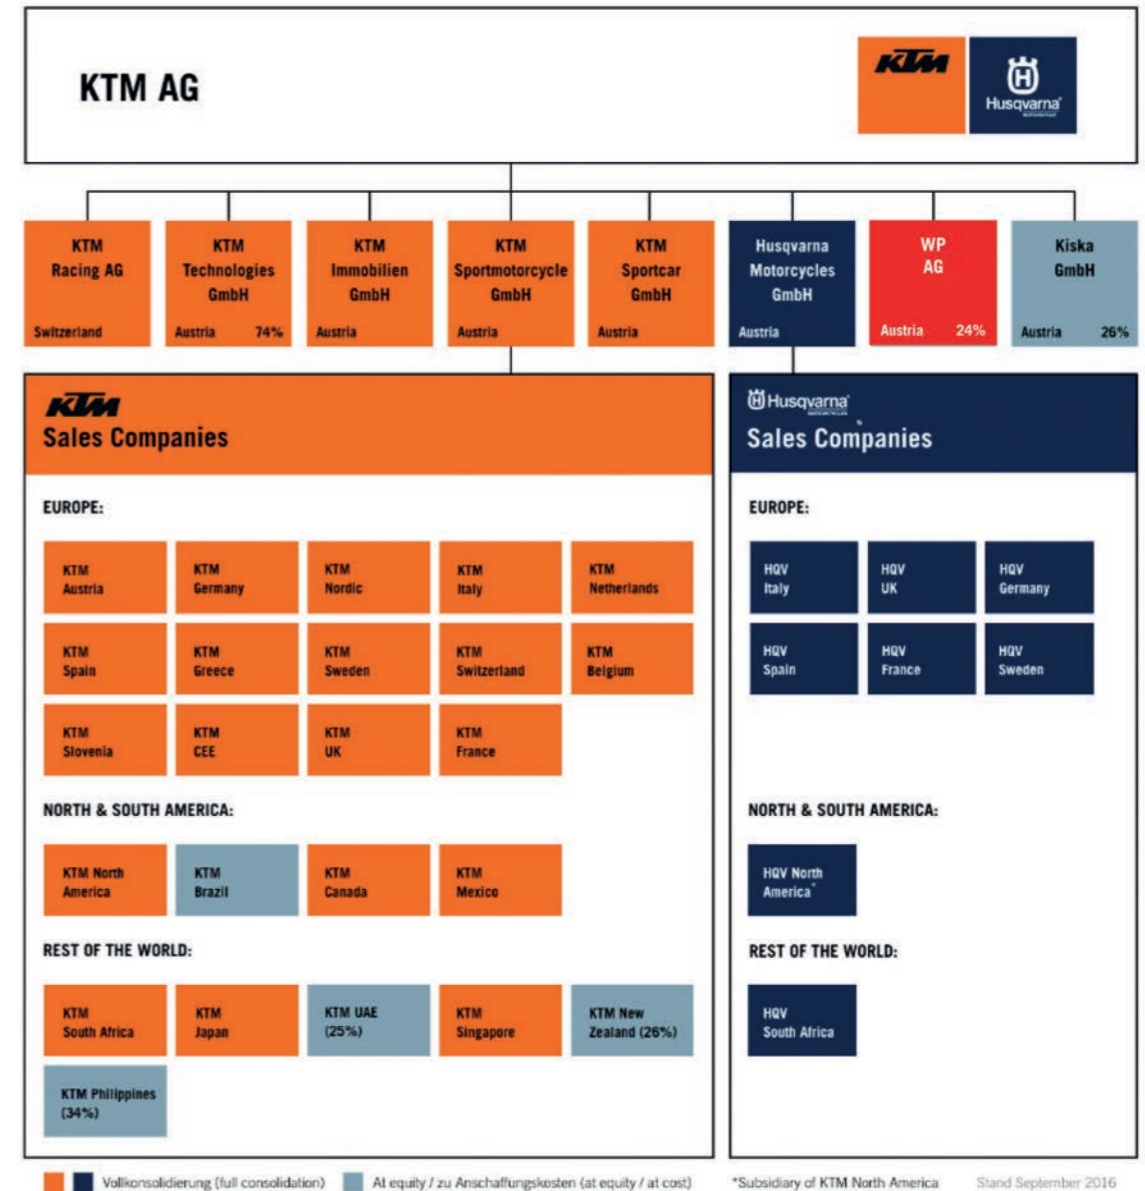 KTM AG
KTM
Husqvarna
KTM
Racing AG
Switzerland
KTM
Technologies
GmbH
Austria 74%
KTM
Immobilien
GmbH
Austria
KTM
Sportmotorcycle
GmbH
Austria
KTM
Sportcar
GmbH
Austria
Husqvarna
Motorcycles
GmbH
Austria
WP
AG
Austria 24%
Kiska
GmbH
Austria 26%
KTM
Sales Companies
EUROPE:
KTM
Austria
KTM
Germany
KTM
Nordic
KTM
Italy
KTM
Netherlands
KTM
Spain
KTM
Greece
KTM
Sweden
KTM
Switzerland
KTM
Belgium
KTM
Slovenia
KTM
CEE
KTM
UK
KTM
France
NORTH & SOUTH AMERICA:
KTM North
America
KTM
Brazil
KTM
Canada
KTM
Mexico
REST OF THE WORLD:
KTM
South Africa
KTM
Japan
KTM UAE
(25%)
KTM
Singapore
KTM New
Zealand (26%)
KTM Philippines
(34%)
Husqvarna
Sales Companies
EUROPE:
HQV
Italy
HQV
UK
HQV
Germany
HQV
Spain
HQV
France
HQV
Sweden
NORTH & SOUTH AMERICA:
HQV North
America*
REST OF THE WORLD:
HQV
South Africa
Vollkonsolidierung (full consolidation) At equity / zu Anschaffungskosten (at equity / at cost) *Subsidiary of KTM North America Stand September 2016